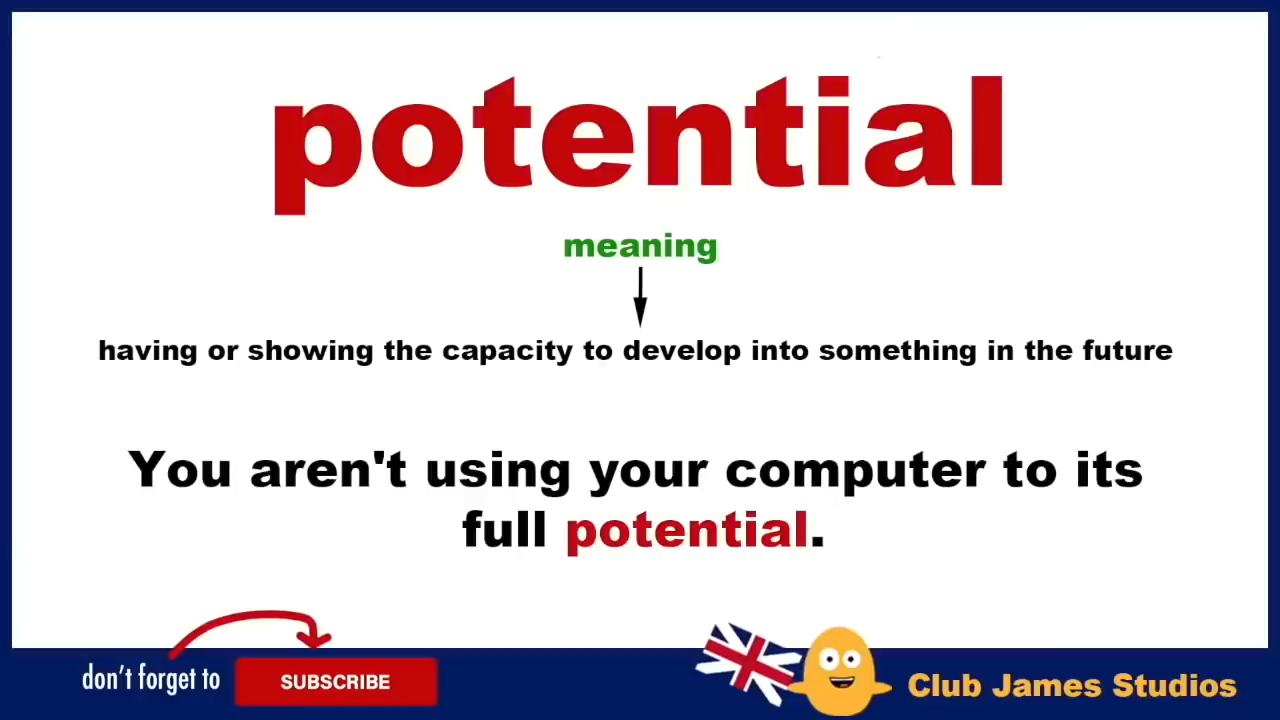 potential
meaning
having or showing the capacity to develop into something in the future
You aren't using your computer to its
full potential.
don't forget to
SUBSCRIBE
Club James Studios